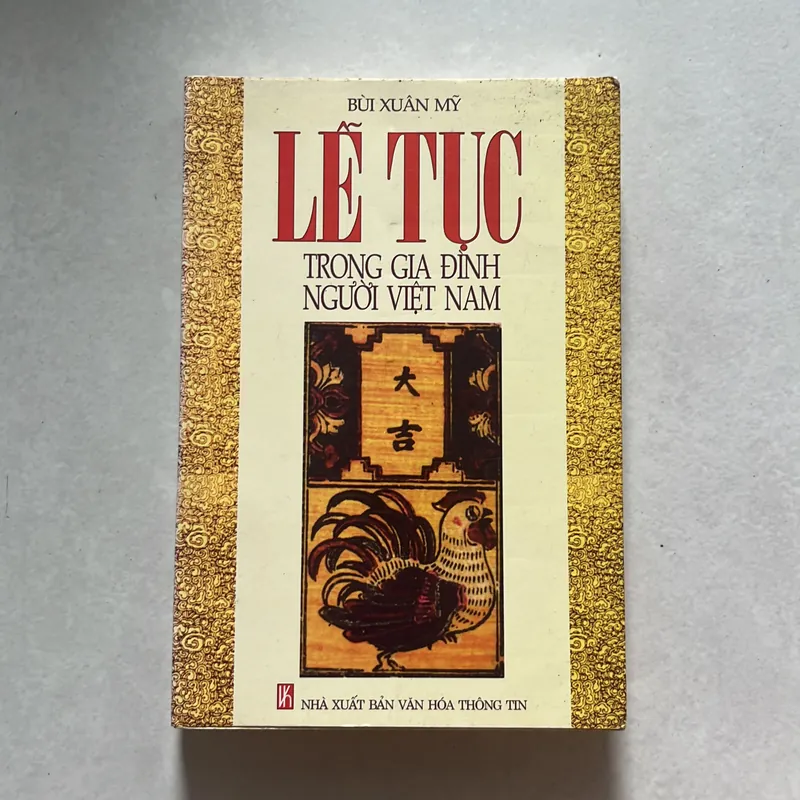 BÙI XUÂN MỸ
LỄ TỤC
TRONG GIA ĐÌNH
NGƯỜI VIỆT NAM
大
吉
NHÀ XUẤT BẢN VĂN HÓA THÔNG TIN